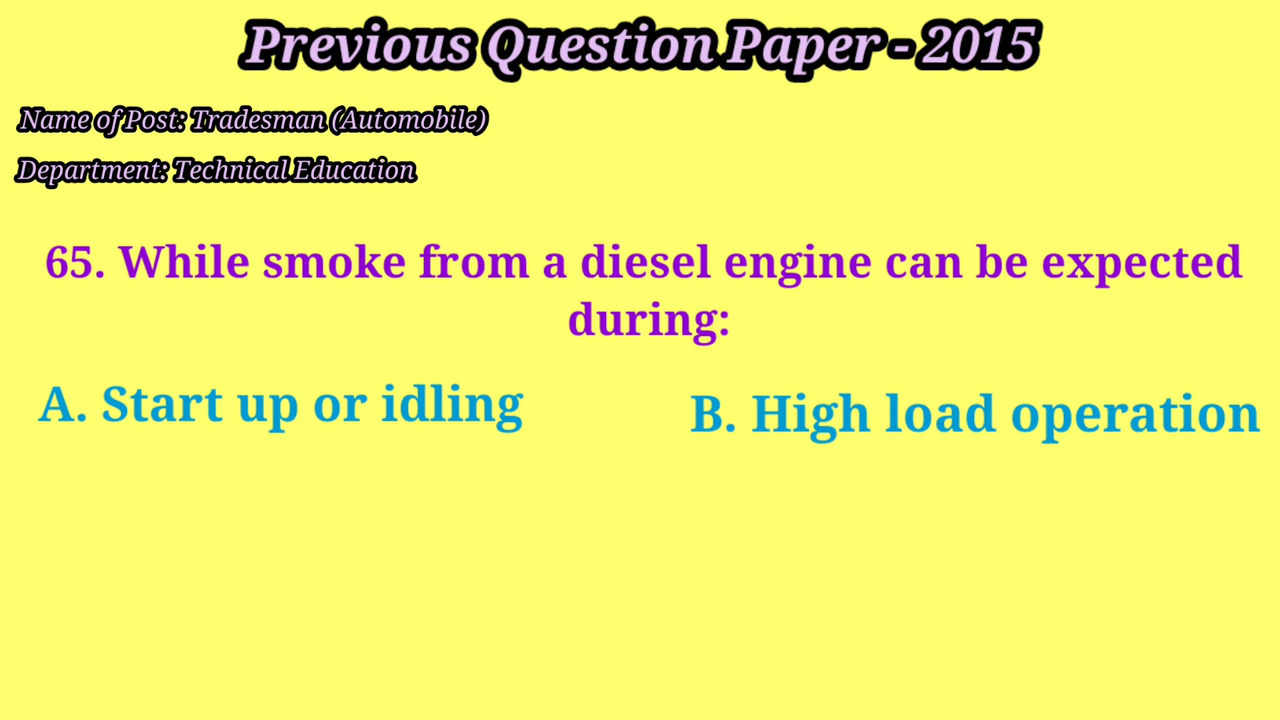 Previous Question Paper - 2015
Name of Post: Tradesman (Automobile)
Department: Technical Education
65. While smoke from a diesel engine can be expected
during:
A. Start up or idling
B. High load operation